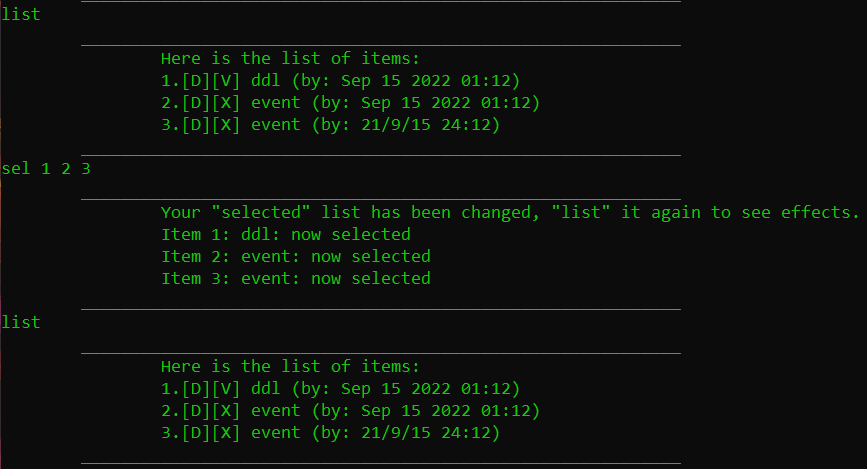 list
Here is the list of items:
1.[D][V] ddl (by: Sep 15 2022 01:12)
2.[D][X] event (by: Sep 15 2022 01:12)
3.[D][X] event (by: 21/9/15 24:12)
sel 1 2 3
Your "selected" list has been changed, "list" it again to see effects.
Item 1: ddl: now selected
Item 2: event: now selected
Item 3: event: now selected
list
Here is the list of items:
1.[D][V] ddl (by: Sep 15 2022 01:12)
2.[D][X] event (by: Sep 15 2022 01:12)
3.[D][X] event (by: 21/9/15 24:12)